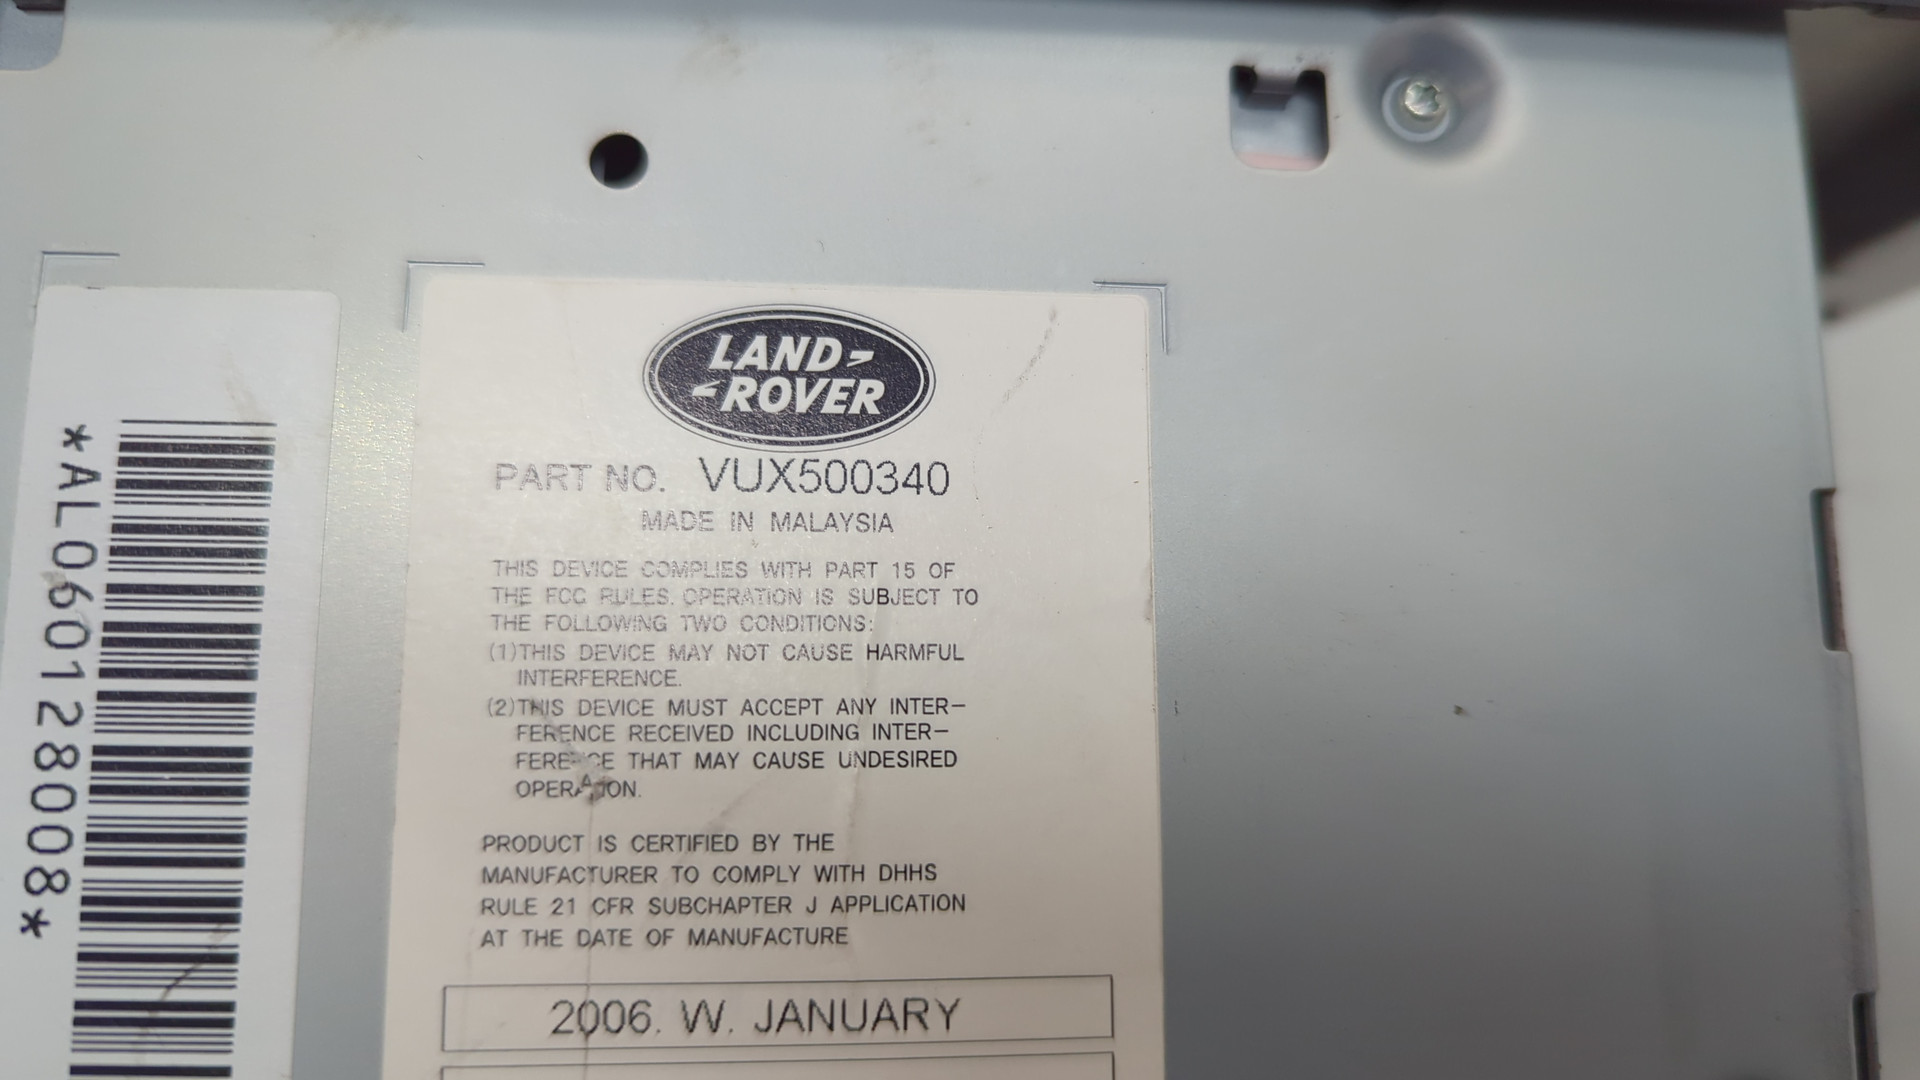 LAND-
-ROVER
PART NO. VUX500340
MADE IN MALAYSIA
THIS DEVICE COMPLIES WITH PART 15 OF
THE FCC RULES. OPERATION IS SUBJECT TO
THE FOLLOWING TWO CONDITIONS:
(1)THIS DEVICE MAY NOT CAUSE HARMFUL
INTERFERENCE.
(2)THIS DEVICE MUST ACCEPT ANY INTER-
FERENCE RECEIVED INCLUDING INTER-
FERENCE THAT MAY CAUSE UNDESIRED
OPERATION.
PRODUCT IS CERTIFIED BY THE
MANUFACTURER TO COMPLY WITH DHHS
RULE 21 CFR SUBCHAPTER J APPLICATION
AT THE DATE OF MANUFACTURE
2006. W. JANUARY
*AL060128008*